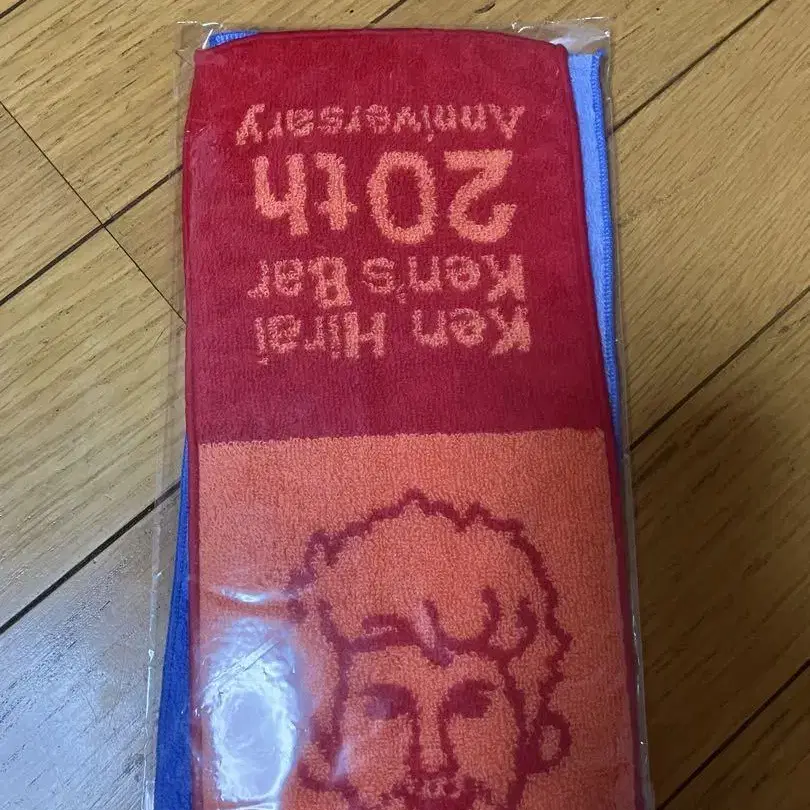 Ken Hirai
Ken's Bar
20th
Anniversary